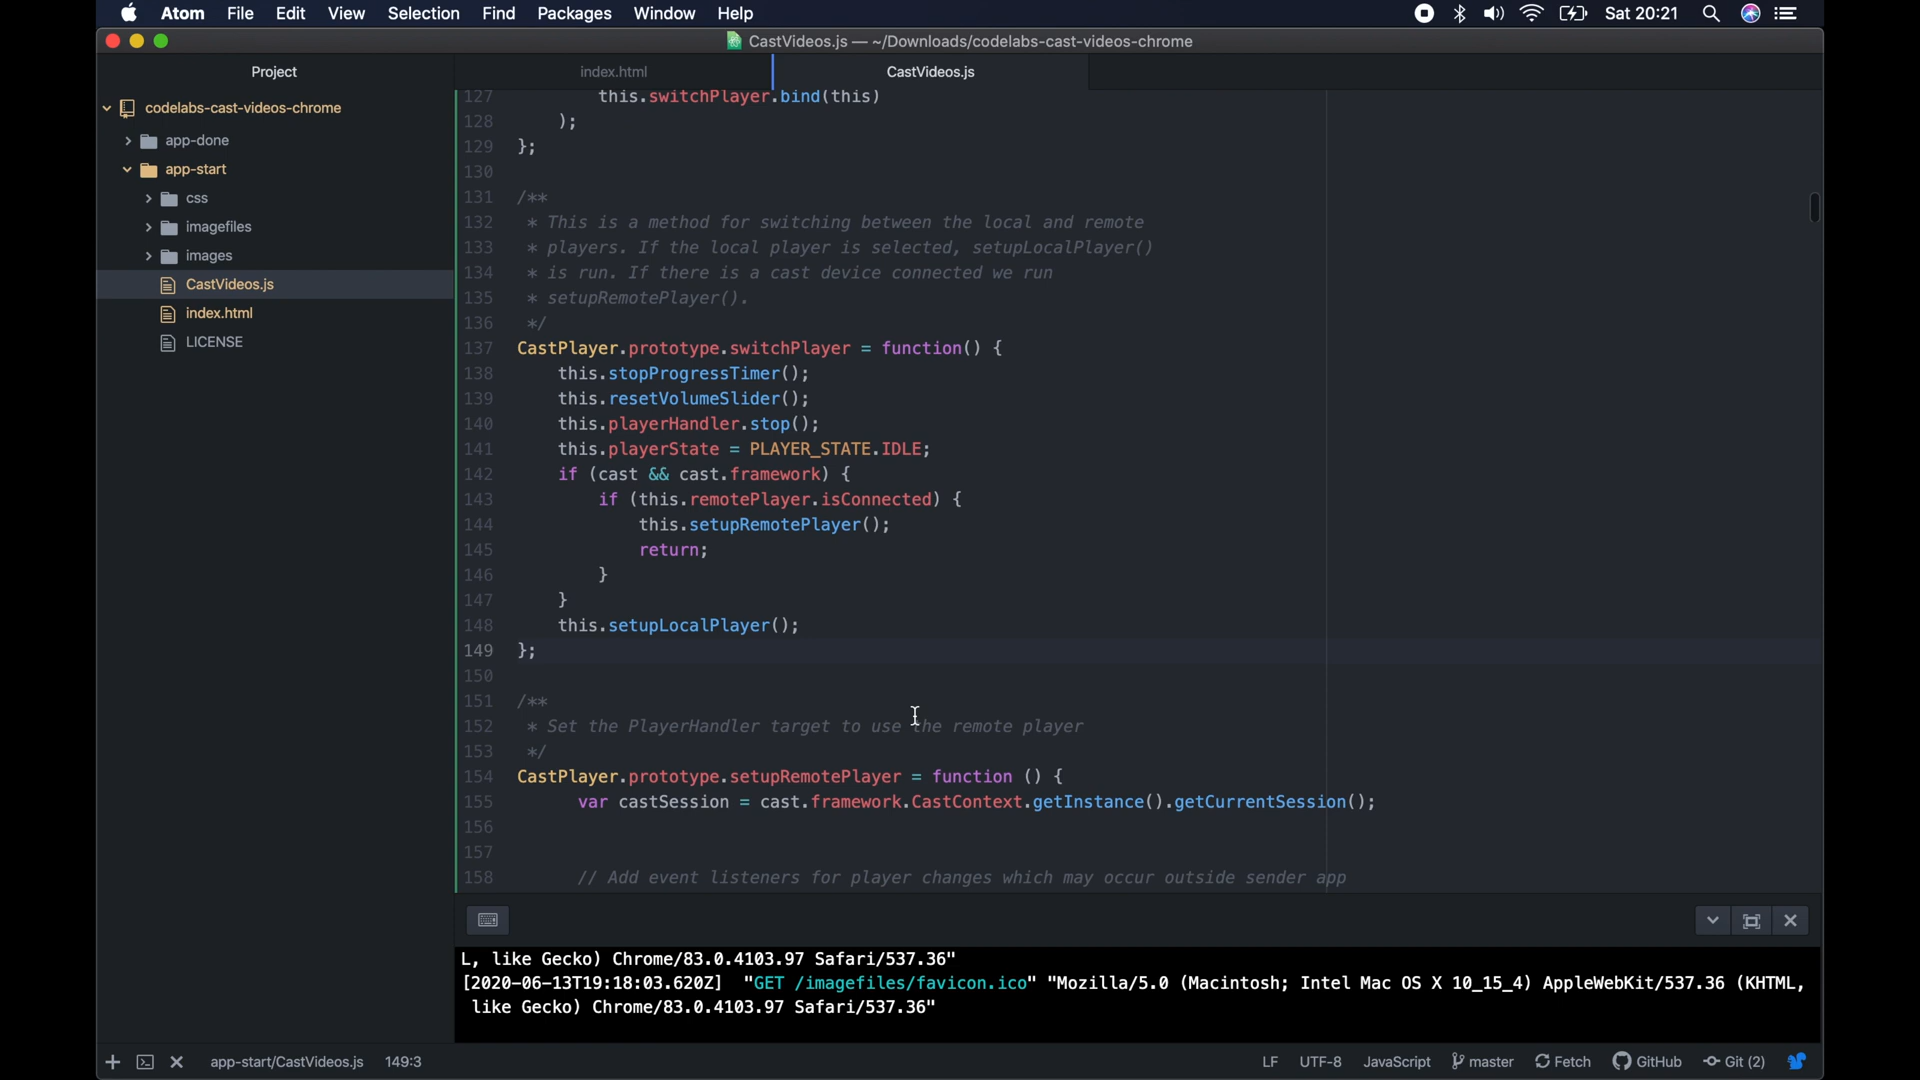 Atom File Edit View Selection Find Packages Window Help Sat 20:21
CastVideos.js — ~/Downloads/codelabs-cast-videos-chrome
Project
index.html
CastVideos.js
codelabs-cast-videos-chrome
app-done
app-start
css
imagefiles
images
CastVideos.js
index.html
LICENSE
127 this.switchPlayer.bind(this)
128 );
129 };
130
131 /**
132 * This is a method for switching between the local and remote
133 * players. If the local player is selected, setupLocalPlayer()
134 * is run. If there is a cast device connected we run
135 * setupRemotePlayer().
136 */
137 CastPlayer.prototype.switchPlayer = function() {
138 this.stopProgressTimer();
139 this.resetVolumeSlider();
140 this.playerHandler.stop();
141 this.playerState = PLAYER_STATE.IDLE;
142 if (cast && cast.framework) {
143 if (this.remotePlayer.isConnected) {
144 this.setupRemotePlayer();
145 return;
146 }
147 }
148 this.setupLocalPlayer();
149 };
150
151 /**
152 * Set the PlayerHandler target to use the remote player
153 */
154 CastPlayer.prototype.setupRemotePlayer = function () {
155 var castSession = cast.framework.CastContext.getInstance().getCurrentSession();
156
157
158 // Add event listeners for player changes which may occur outside sender app
L, like Gecko) Chrome/83.0.4103.97 Safari/537.36"
[2020-06-13T19:18:03.620Z] "GET /imagefiles/favicon.ico" "Mozilla/5.0 (Macintosh; Intel Mac OS X 10_15_4) AppleWebKit/537.36 (KHTML,
like Gecko) Chrome/83.0.4103.97 Safari/537.36"
app-start/CastVideos.js 149:3 LF UTF-8 JavaScript master Fetch GitHub Git (2)